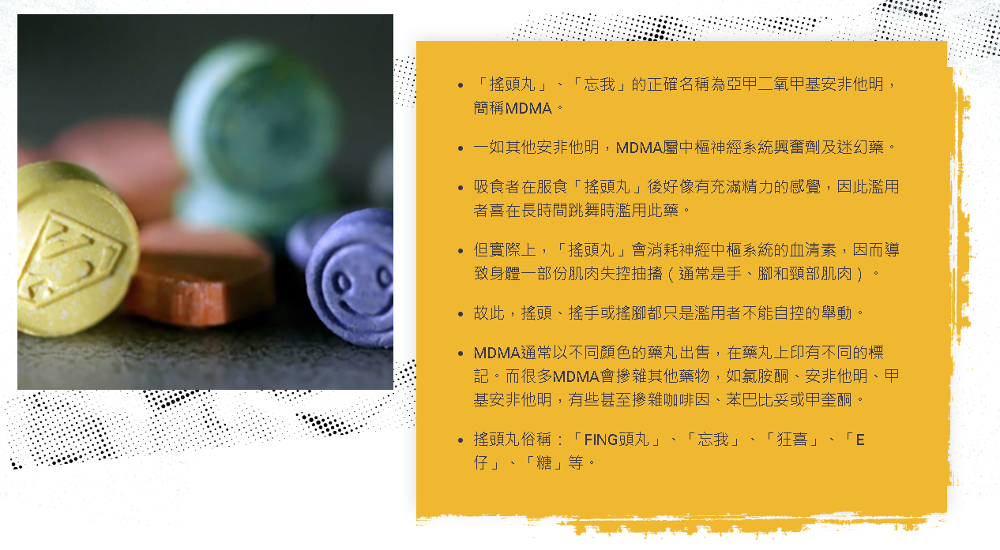 「搖頭丸」、「忘我」的正確名稱為亞甲二氧甲基安非他明，
簡稱MDMA。
一如其他安非他明，MDMA屬中樞神經系統興奮劑及迷幻藥。
吸食者在服食「搖頭丸」後好像有充滿精力的感覺，因此濫用
者喜在長時間跳舞時濫用此藥。
但實際上，「搖頭丸」會消耗神經中樞系統的血清素，因而導
致身體一部份肌肉失控抽搐（通常是手、腳和頸部肌肉）。
故此，搖頭、搖手或搖腳都只是濫用者不能自控的舉動。
MDMA通常以不同顏色的藥丸出售，在藥丸上印有不同的標
記。而很多MDMA會摻雜其他藥物，如氯胺酮、安非他明、甲
基安非他明，有些甚至摻雜咖啡因、苯巴比妥或甲奎酮。
搖頭丸俗稱：「FING頭丸」、「忘我」、「狂喜」、「E
仔」、「糖」等。